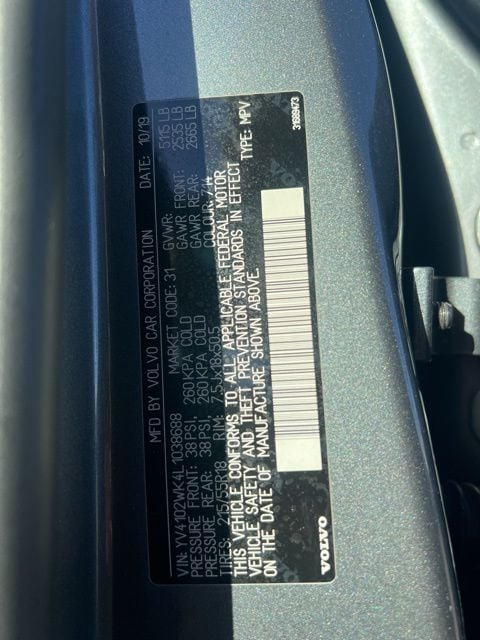 MFD BY VOLVO CAR CORPORATION DATE: 10/19
VIN: YV4102WK4L1038688 MARKET CODE: 31 GVWR: 5115 LB
PRESSURE FRONT: 38 PSI, 260 KPA COLD GAWR FRONT: 2535 LB
PRESSURE REAR: 38 PSI, 260 KPA COLD GAWR REAR: 2665 LB
TIRES: 215/55R18 RIM: 7.5Jx18x50.5 COLOUR: 714
THIS VEHICLE CONFORMS TO ALL APPLICABLE FEDERAL MOTOR
VEHICLE SAFETY AND THEFT PREVENTION STANDARDS IN EFFECT
ON THE DATE OF MANUFACTURE SHOWN ABOVE. TYPE: MPV
VOLVO 31689473